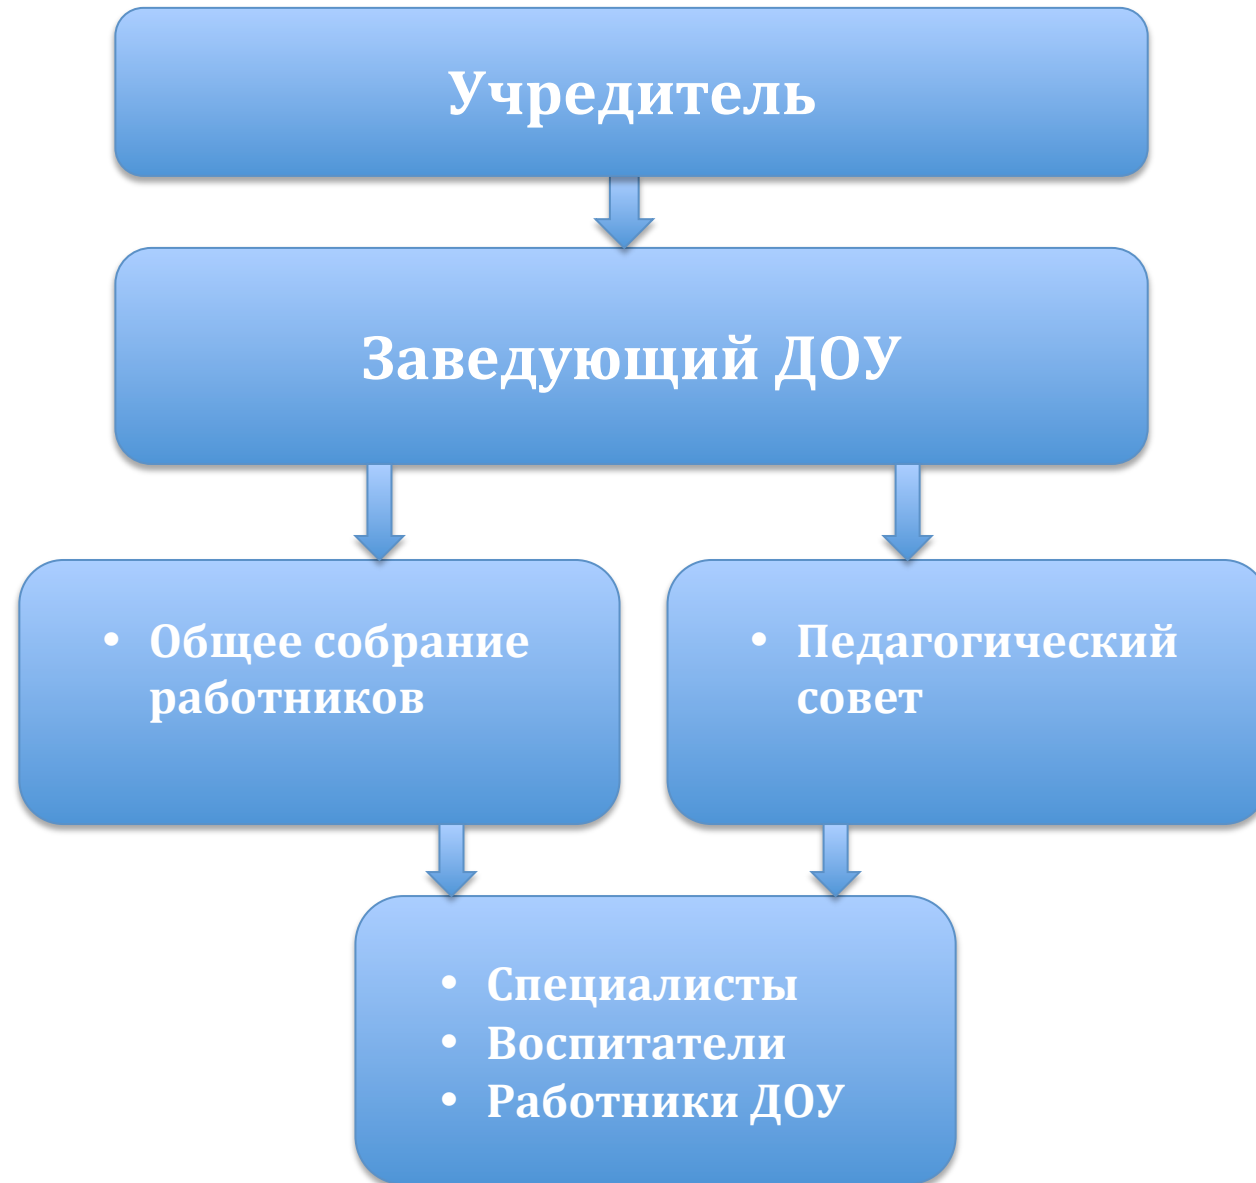 Учредитель
Заведующий ДОУ
• Общее собрание
работников
• Педагогический
совет
• Специалисты
• Воспитатели
• Работники ДОУ